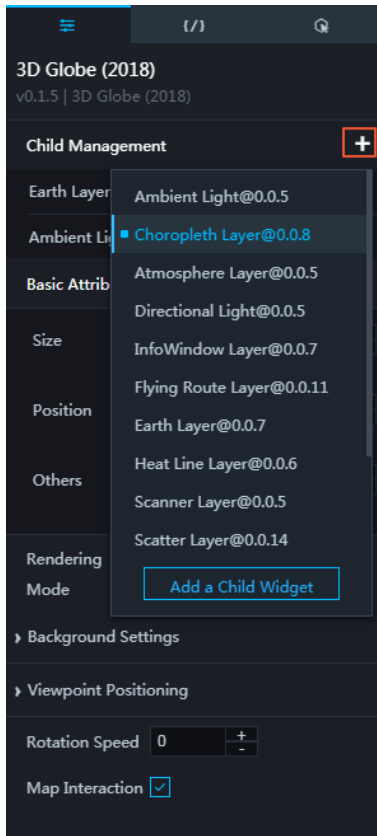 {/}
3D Globe (2018)
v0.1.5 | 3D Globe (2018)
Child Management
+
Earth Layer
Ambient Li
Basic Attrib
Size
Position
Others
Ambient Light@0.0.5
Choropleth Layer@0.0.8
Atmosphere Layer@0.0.5
Directional Light@0.0.5
InfoWindow Layer@0.0.7
Flying Route Layer@0.0.11
Earth Layer@0.0.7
Heat Line Layer@0.0.6
Scanner Layer@0.0.5
Scatter Layer@0.0.14
Add a Child Widget
Rendering
Mode
Background Settings
Viewpoint Positioning
Rotation Speed 0 + -
Map Interaction